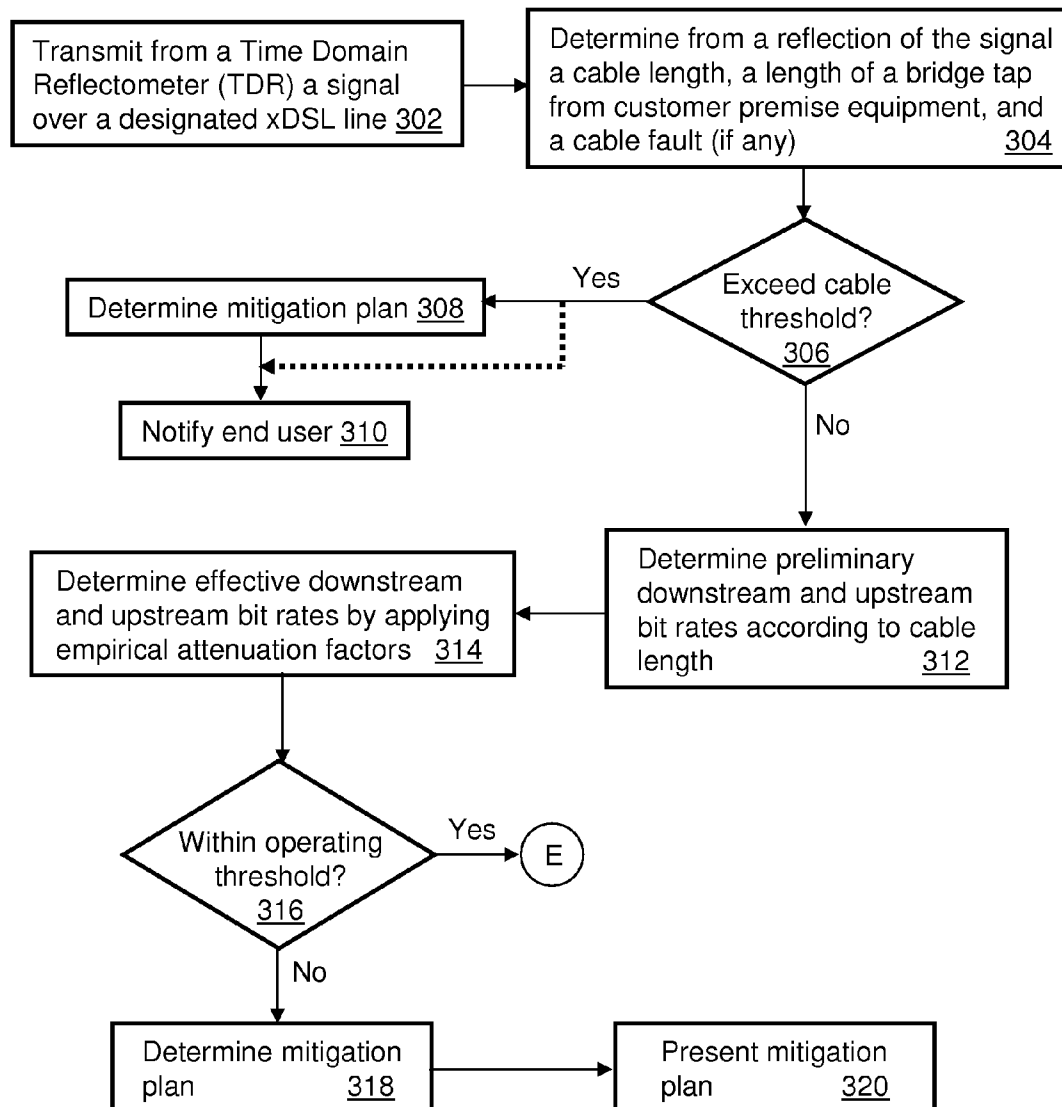 Transmit from a Time Domain
Reflectometer (TDR) a signal
over a designated xDSL line 302
Determine from a reflection of the signal
a cable length, a length of a bridge tap
from customer premise equipment, and
a cable fault (if any) 304
Exceed cable
threshold?
306
Yes
Determine mitigation plan 308
Notify end user 310
No
Determine preliminary
downstream and upstream
bit rates according to cable
length 312
Determine effective downstream
and upstream bit rates by applying
empirical attenuation factors 314
Within operating
threshold?
316
Yes
E
No
Determine mitigation
plan 318
Present mitigation
plan 320